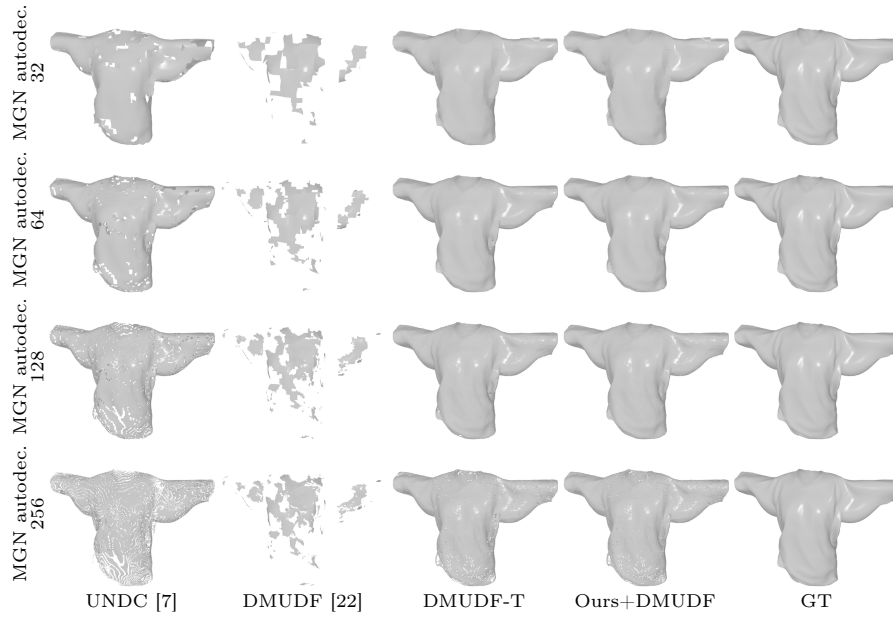 MGN autodec.
32
MGN autodec.
64
MGN autodec.
128
MGN autodec.
256
UNDC [7] DMUDF [22] DMUDF-T Ours+DMUDF GT